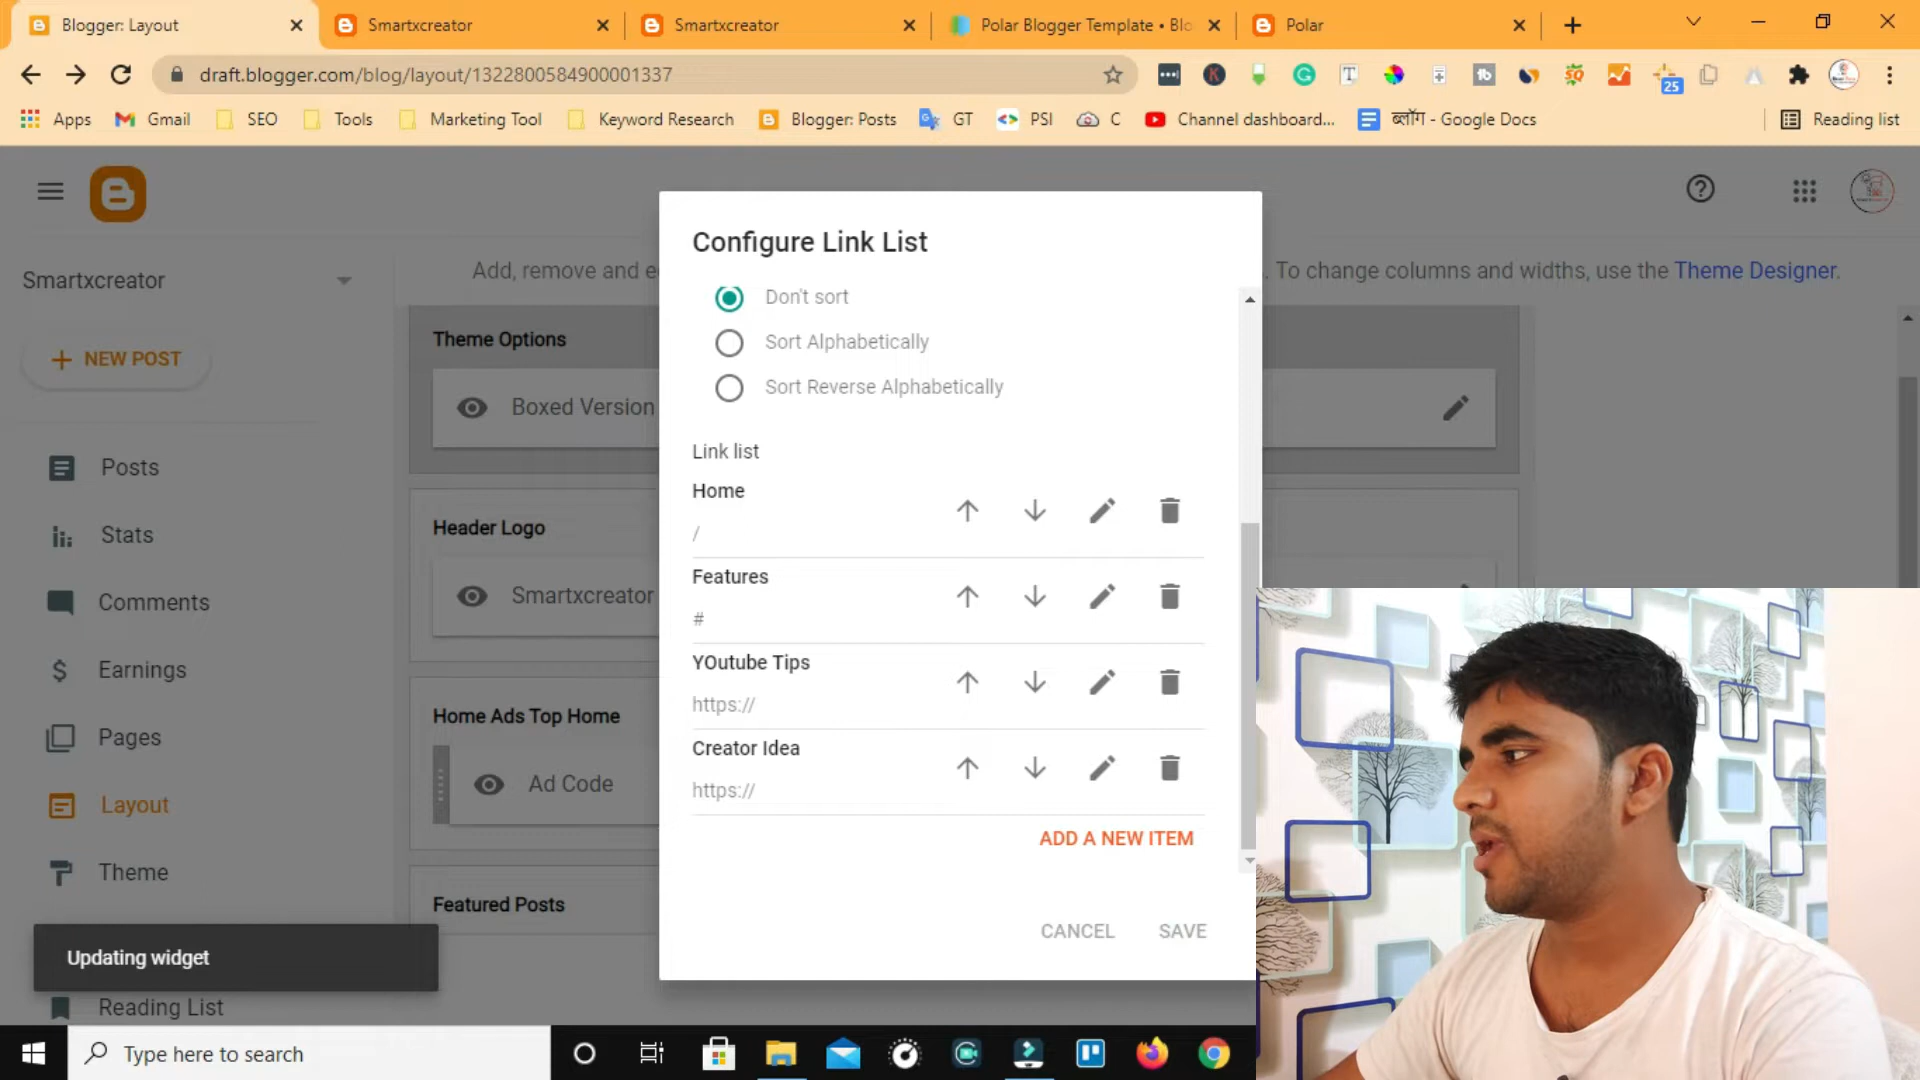 Blogger: Layout
Smartxcreator
Smartxcreator
Polar Blogger Template • Blo
Polar
draft.blogger.com/blog/layout/1322800584900001337
25
Apps
Gmail
SEO
Tools
Marketing Tool
Keyword Research
Blogger: Posts
GT
PSI
C
Channel dashboard...
ब्लॉग - Google Docs
Reading list
Smartxcreator
NEW POST
Posts
Stats
Comments
Earnings
Pages
Layout
Theme
Reading List
Updating widget
Add, remove and e
. To change columns and widths, use the Theme Designer.
Theme Options
Boxed Version
Header Logo
Smartxcreator
Home Ads Top Home
Ad Code
Featured Posts
Configure Link List
Don't sort
Sort Alphabetically
Sort Reverse Alphabetically
Link list
Home
/
Features
#
YOutube Tips
https://
Creator Idea
https://
ADD A NEW ITEM
CANCEL
SAVE
Type here to search